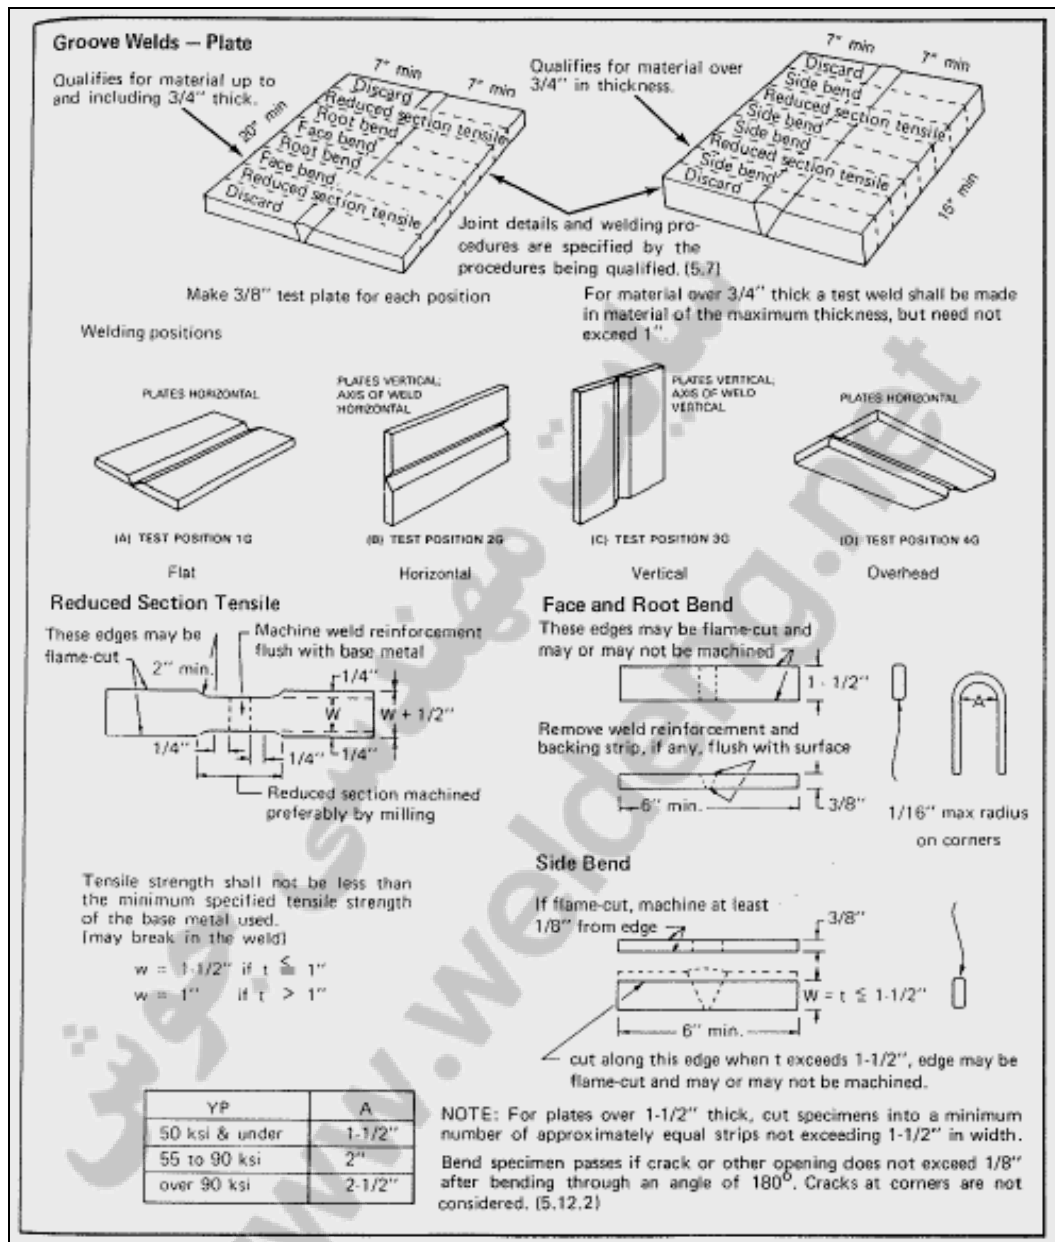 Groove Welds — Plate
Qualifies for material up to
and including 3/4" thick.
7" min
7" min
20" min
Discard
Reduced section tensile
Root bend
Face bend
Root bend
Face bend
Reduced section tensile
Discard
Qualifies for material over
3/4" in thickness.
7" min
7" min
Discard
Side bend
Reduced section tensile
Side bend
Side bend
Reduced section tensile
Side bend
Discard
Joint details and welding pro-
cedures are specified by the
procedures being qualified. (5.7)
Make 3/8" test plate for each position
For material over 3/4" thick a test weld shall be made
in material of the maximum thickness, but need not
exceed 1".
Welding positions
PLATES HORIZONTAL
PLATES VERTICAL;
AXIS OF WELD
HORIZONTAL
PLATES VERTICAL;
AXIS OF WELD
VERTICAL
PLATES HORIZONTAL
(A) TEST POSITION 1G
(B) TEST POSITION 2G
(C) TEST POSITION 3G
(D) TEST POSITION 4G
Flat
Horizontal
Vertical
Overhead
Reduced Section Tensile
These edges may be
flame-cut
2" min.
Machine weld reinforcement
flush with base metal
1/4"
W
W + 1/2"
1/4"
1/4"
1/4"
Reduced section machined
preferably by milling
Face and Root Bend
These edges may be flame-cut and
may or may not be machined
1 - 1/2"
A
Remove weld reinforcement and
backing strip, if any, flush with surface
6" min.
3/8"
1/16" max radius
on corners
Tensile strength shall not be less than
the minimum specified tensile strength
of the base metal used.
(may break in the weld)
w = 1-1/2" if t ≦ 1"
w = 1" if t > 1"
Side Bend
If flame-cut, machine at least
1/8" from edge
3/8"
W = t ≦ 1-1/2"
6" min.
cut along this edge when t exceeds 1-1/2", edge may be
flame-cut and may or may not be machined.
YP A
50 ksi & under 1-1/2"
55 to 90 ksi 2"
over 90 ksi 2-1/2"
NOTE: For plates over 1-1/2" thick, cut specimens into a minimum
number of approximately equal strips not exceeding 1-1/2" in width.
Bend specimen passes if crack or other opening does not exceed 1/8"
after bending through an angle of 180°. Cracks at corners are not
considered. (5.12.2)
www.weldeng.net